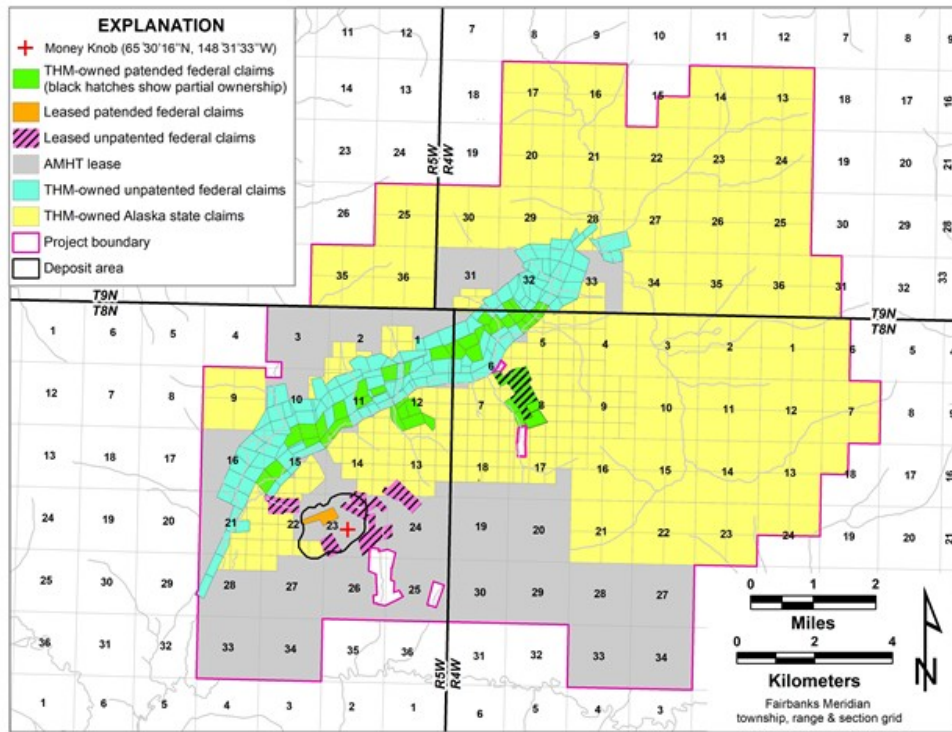 EXPLANATION
Money Knob (65°30'16"N, 148°31'33"W)
THM-owned patented federal claims
(black hatches show partial ownership)
Leased patented federal claims
Leased unpatented federal claims
AMHT lease
THM-owned unpatented federal claims
THM-owned Alaska state claims
Project boundary
Deposit area
11 12 7 8 9 10 11 12 7 8 9
14 13 18 17 16 15 14 13 18 17 16
23 24 19 20 21 22 23 24 19 20 21
R5W
R4W
26 25 30 29 28 27 26 25 30 29 28
35 36 31 32 33 34 35 36 31 32 33
T9N T9N
T8N T8N
1 6 5 4 3 2 1 6 5 4 3 2 1 6 5
12 7 8 9 10 11 12 7 8 9 10 11 12 7 8 9
13 18 17 16 15 14 13 18 17 16 15 14 13 18 17 16
24 19 20 21 22 23 24 19 20 21 22 23 24 19 20 21
25 30 29 28 27 26 25 30 29 28 27
36 31 32 33 34 35 36 31 32 33 34
R5W
R4W
1 6 5 4 3 2 1 6 5 4 3
0 1 2
Miles
0 2 4
Kilometers
N
Fairbanks Meridian
township, range & section grid